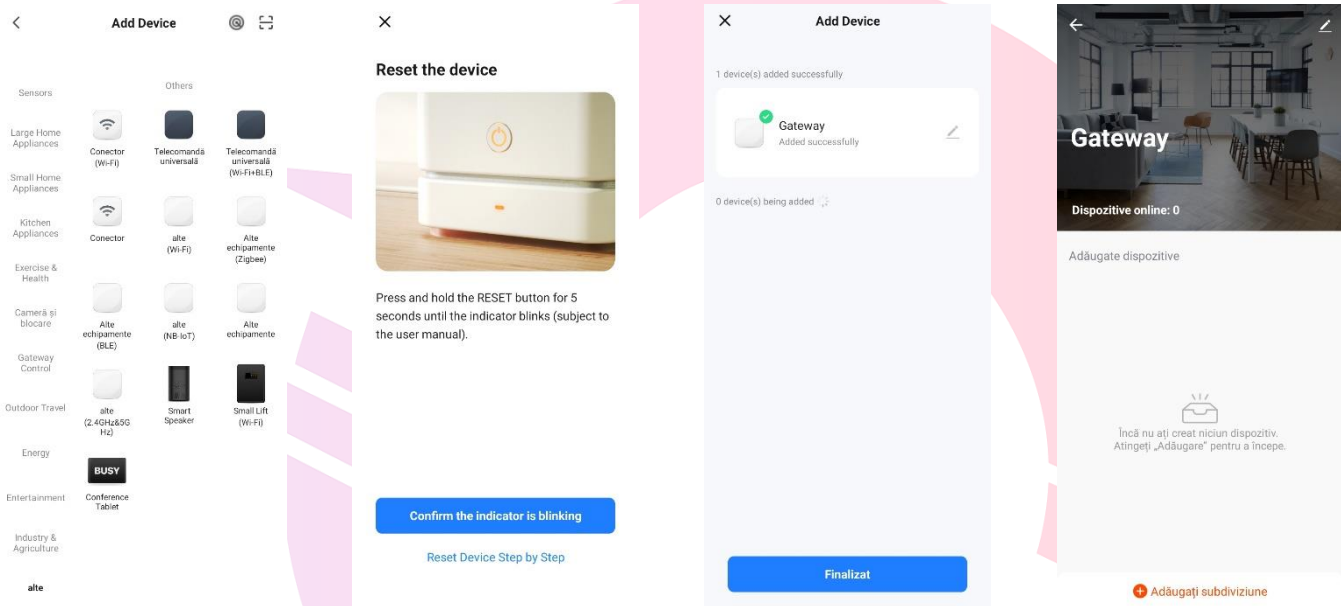 Add Device
Others
Sensors
Large Home
Appliances
Small Home
Appliances
Kitchen
Appliances
Exercise &
Health
Cameră și
blocare
Gateway
Control
Outdoor Travel
Energy
Entertainment
Industry &
Agriculture
alte
Conector
(Wi-Fi)
Telecomandă
universală
Telecomandă
universală
(Wi-Fi+BLE)
Conector
alte
(Wi-Fi)
Alte
echipamente
(Zigbee)
Alte
echipamente
(BLE)
alte
(NB-IoT)
Alte
echipamente
alte
(2.4GHz&5G
Hz)
Smart
Speaker
Small Lift
(Wi-Fi)
BUSY
Conference
Tablet
Reset the device
Press and hold the RESET button for 5
seconds until the indicator blinks (subject to
the user manual).
Confirm the indicator is blinking
Reset Device Step by Step
Add Device
1 device(s) added successfully
Gateway
Added successfully
0 device(s) being added
Finalizat
Gateway
Dispozitive online: 0
Adăugate dispozitive
Încă nu ați creat niciun dispozitiv.
Atingeți „Adăugare” pentru a începe.
Adăugați subdiviziune